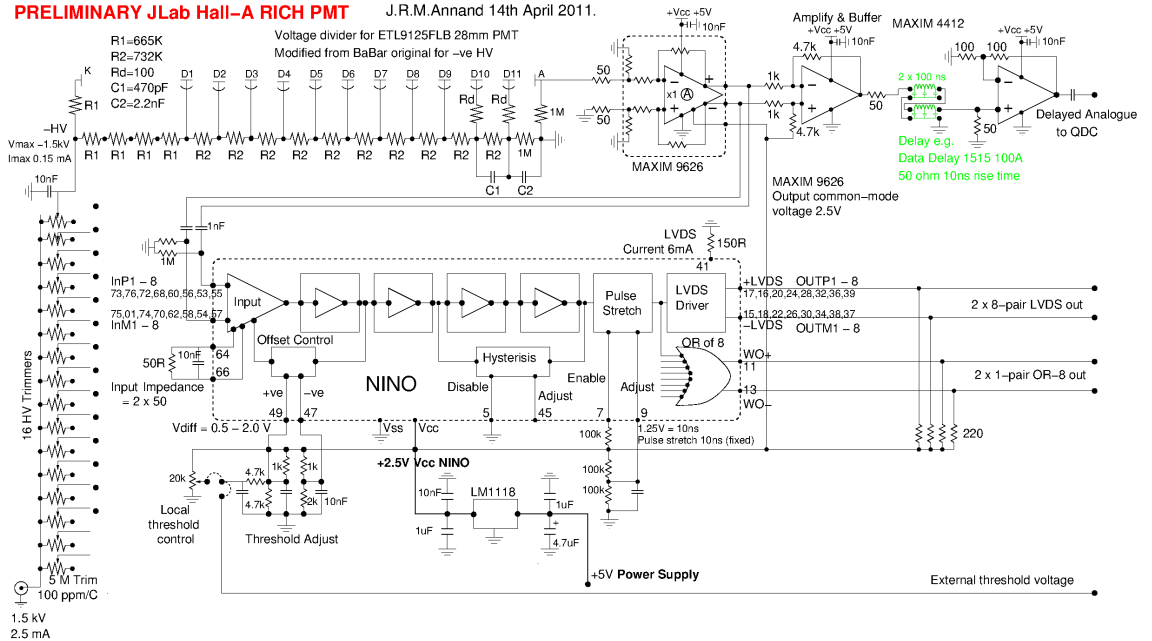 PRELIMINARY JLab Hall-A RICH PMT
J.R.M.Annand 14th April 2011.
Voltage divider for ETL9125FLB 28mm PMT
Modified from BaBar original for -ve HV
R1=665K
R2=732K
Rd=100
C1=470pF
C2=2.2nF
K
D1 D2 D3 D4 D5 D6 D7 D8 D9 D10 D11 A
R1
Rd Rd
1M
-HV
Vmax -1.5kV
Imax 0.15 mA
R1 R1 R1 R2 R2 R2 R2 R2 R2 R2 R2 R2 R2 1M
C1 C2
10nF
+Vcc +5V
10nF
50
50
x1 A
- +
+ -
MAXIM 9626
Amplify & Buffer
+Vcc +5V
10nF
4.7k
1k
1k
4.7k
-
+
50
MAXIM 4412
+Vcc +5V
10nF
100 100
2 x 100 ns
-
+
50
Delayed Analogue
to QDC
Delay e.g.
Data Delay 1515 100A
50 ohm 10ns rise time
MAXIM 9626
Output common-mode
voltage 2.5V
16 HV Trimmers
5 M Trim
100 ppm/C
1.5 kV
2.5 mA
1nF
1M
LVDS
Current 6mA
150R
41
InP1 - 8
73,76,72,68,60,56,53,55
75,01,74,70,62,58,54,57
InM1 - 8
Input
Pulse
Stretch
LVDS
Driver
+LVDS OUTP1 - 8
17,16,20,24,28,32,36,39
15,18,22,26,30,34,38,37
-LVDS OUTM1 - 8
2 x 8-pair LVDS out
50R
10nF
64
66
Input Impedance
= 2 x 50
Offset Control
+ve -ve
49 47
NINO
Hysterisis
Disable
Adjust
5 45
Enable
Adjust
7 9
OR of 8
WO+
11
13
WO-
2 x 1-pair OR-8 out
220
Vdiff = 0.5 - 2.0 V
Vss
Vcc
1.25V = 10ns
Pulse stretch 10ns (fixed)
100k
100k
100k
+2.5V Vcc NINO
20k
4.7k
4.7k
1k 1k
2k
10nF
Local
threshold
control
Threshold Adjust
10nF
1uF
LM1118
1uF
+
4.7uF
+5V Power Supply
External threshold voltage